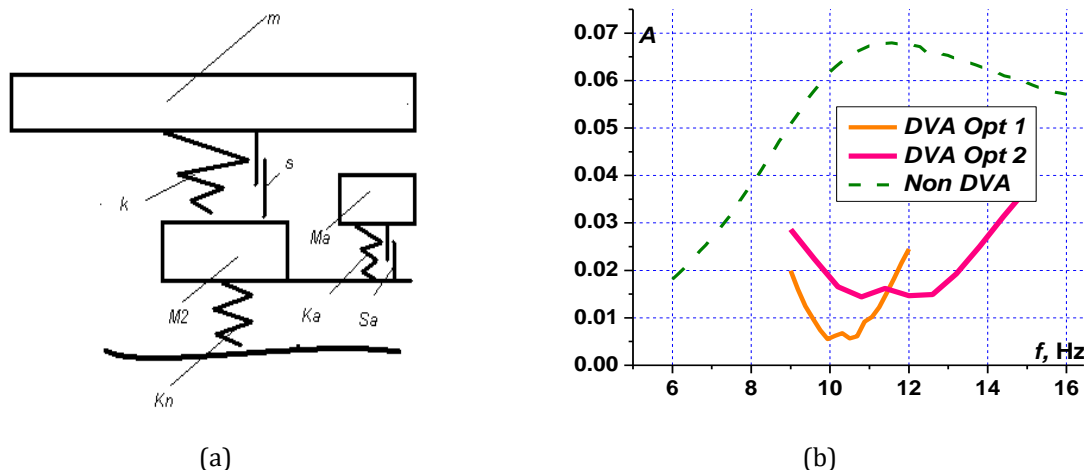 m
s
k
Ma
M2
Ka
Sa
Kn
(a)
A
0.07
0.06
0.05
0.04
0.03
0.02
0.01
0.00
DVA Opt 1
DVA Opt 2
Non DVA
f, Hz
6 8 10 12 14 16
(b)